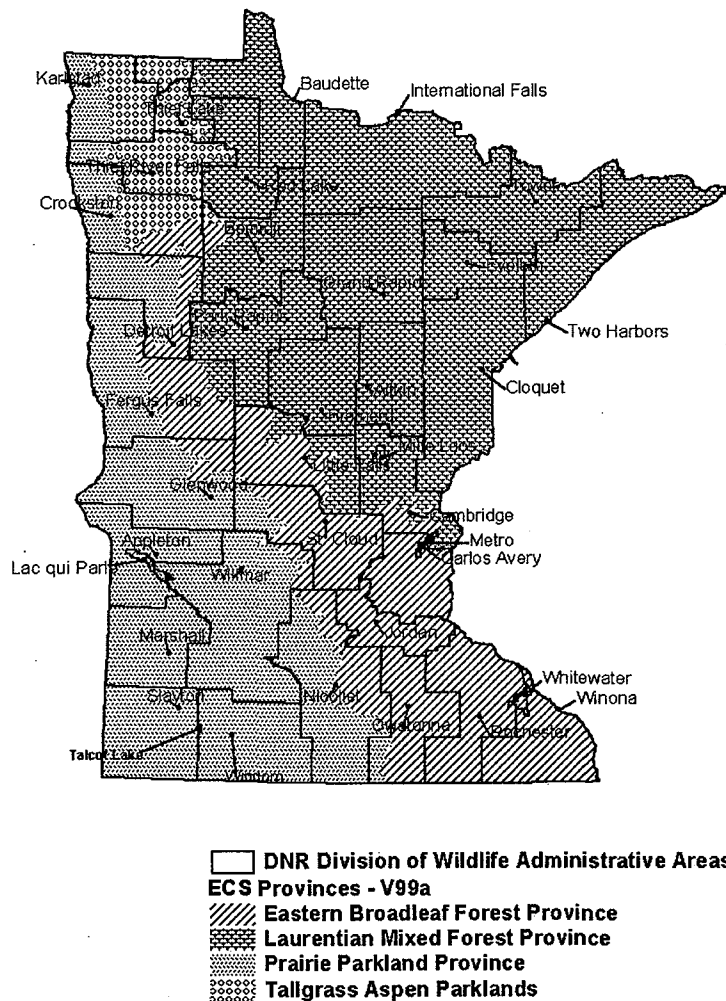 Karlstad
Baudette
International Falls
Thief Lake
Thief River Falls
Red Lake
Tower
Crookston
Bemidji
Eveleth
Grand Rapids
Park Rapids
Detroit Lakes
Two Harbors
Cloquet
Aitkin
Fergus Falls
Brainerd
Mille Lacs
Little Falls
Glenwood
Cambridge
Appleton
St. Cloud
Metro
Carlos Avery
Lac qui Parle
Willmar
Marshall
Jordan
Whitewater
Slayton
Nicollet
Winona
Owatonna
Rochester
Talcot Lake
Windom
DNR Division of Wildlife Administrative Areas
ECS Provinces - V99a
Eastern Broadleaf Forest Province
Laurentian Mixed Forest Province
Prairie Parkland Province
Tallgrass Aspen Parklands